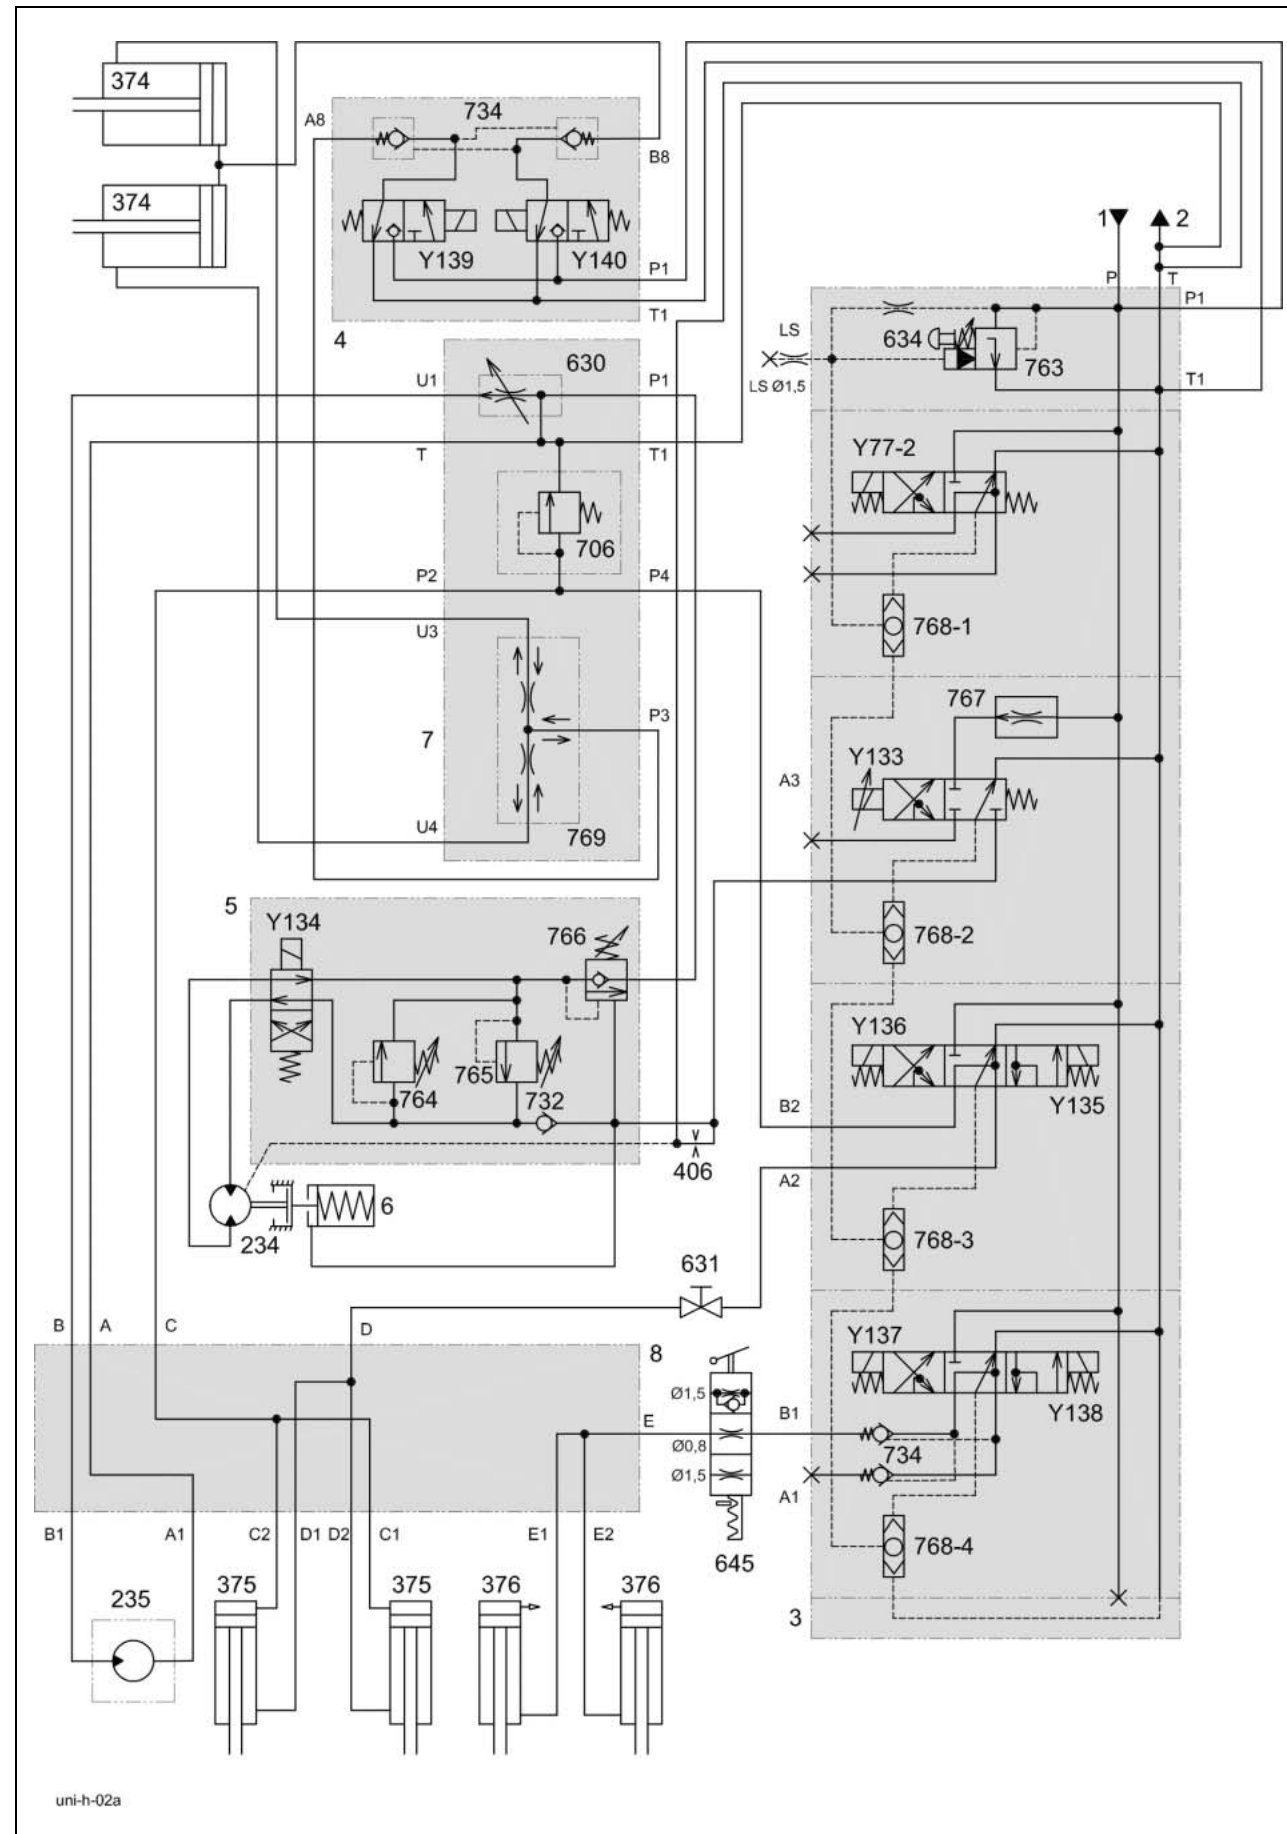 374
734
A8
B8
374
1
2
Y139
Y140
P1
P
T
P1
T1
4
LS
634
763
630
U1
P1
LS Ø1,5
T1
T
T1
Y77-2
706
P2
P4
U3
768-1
767
P3
7
Y133
A3
U4
769
5
Y134
766
768-2
Y136
765
764
732
B2
Y135
406
A2
6
234
768-3
631
B
A
C
D
8
Y137
Ø1,5
E
B1
Y138
Ø0,8
734
Ø1,5
A1
B1
A1
C2
D1
D2
C1
E1
E2
645
768-4
235
375
375
376
376
3
uni-h-02a